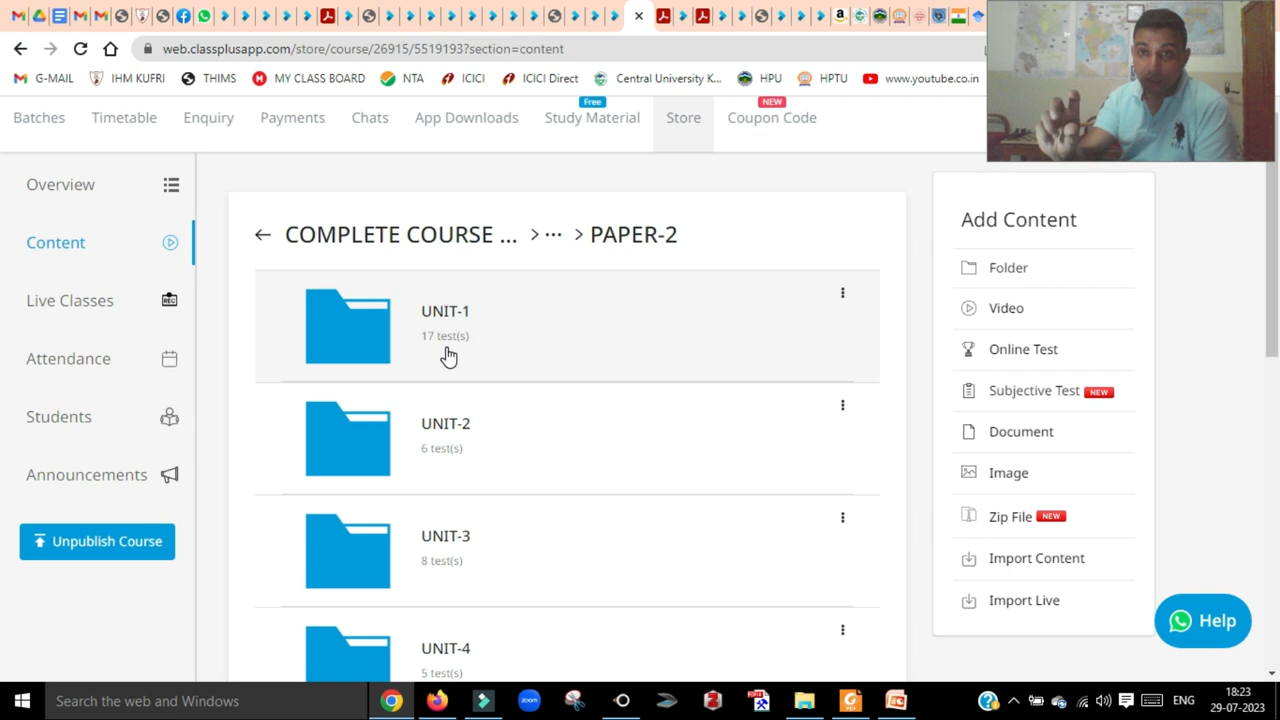 web.classplusapp.com/store/course/26915/5519193?section=content
G-MAIL IHM KUFRI THIMS MY CLASS BOARD NTA ICICI ICICI Direct Central University K... HPU HPTU www.youtube.co.in
Free NEW
Batches Timetable Enquiry Payments Chats App Downloads Study Material Store Coupon Code
Overview
Content
Live Classes
REC
Attendance
Students
Announcements
Unpublish Course
COMPLETE COURSE ... > ... > PAPER-2
UNIT-1
17 test(s)
UNIT-2
6 test(s)
UNIT-3
8 test(s)
UNIT-4
5 test(s)
Add Content
Folder
Video
Online Test
Subjective Test NEW
Document
Image
Zip File NEW
Import Content
Import Live
Help
Search the web and Windows
zoom
ENG
18:23
29-07-2023